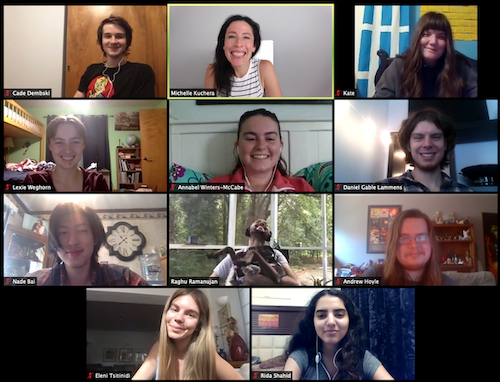 Cade Dembski
Michelle Kuchera
Kate
Lexie Weghorn
Annabel Winters-McCabe
Daniel Gable Lammens
Nade Bai
Raghu Ramanujan
Andrew Hoyle
Eleni Tsitinidi
Rida Shahid